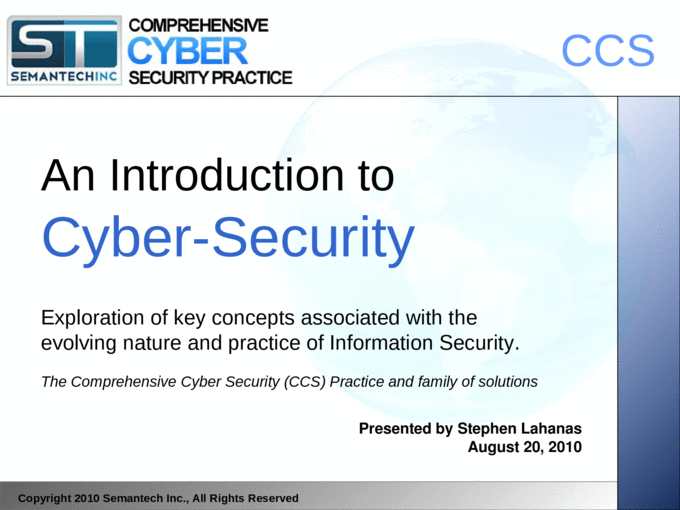 ST
SEMANTECHINC
COMPREHENSIVE
CYBER
SECURITY PRACTICE
CCS
An Introduction to
Cyber-Security
Exploration of key concepts associated with the
evolving nature and practice of Information Security.
The Comprehensive Cyber Security (CCS) Practice and family of solutions
Presented by Stephen Lahanas
August 20, 2010
Copyright 2010 Semantech Inc., All Rights Reserved